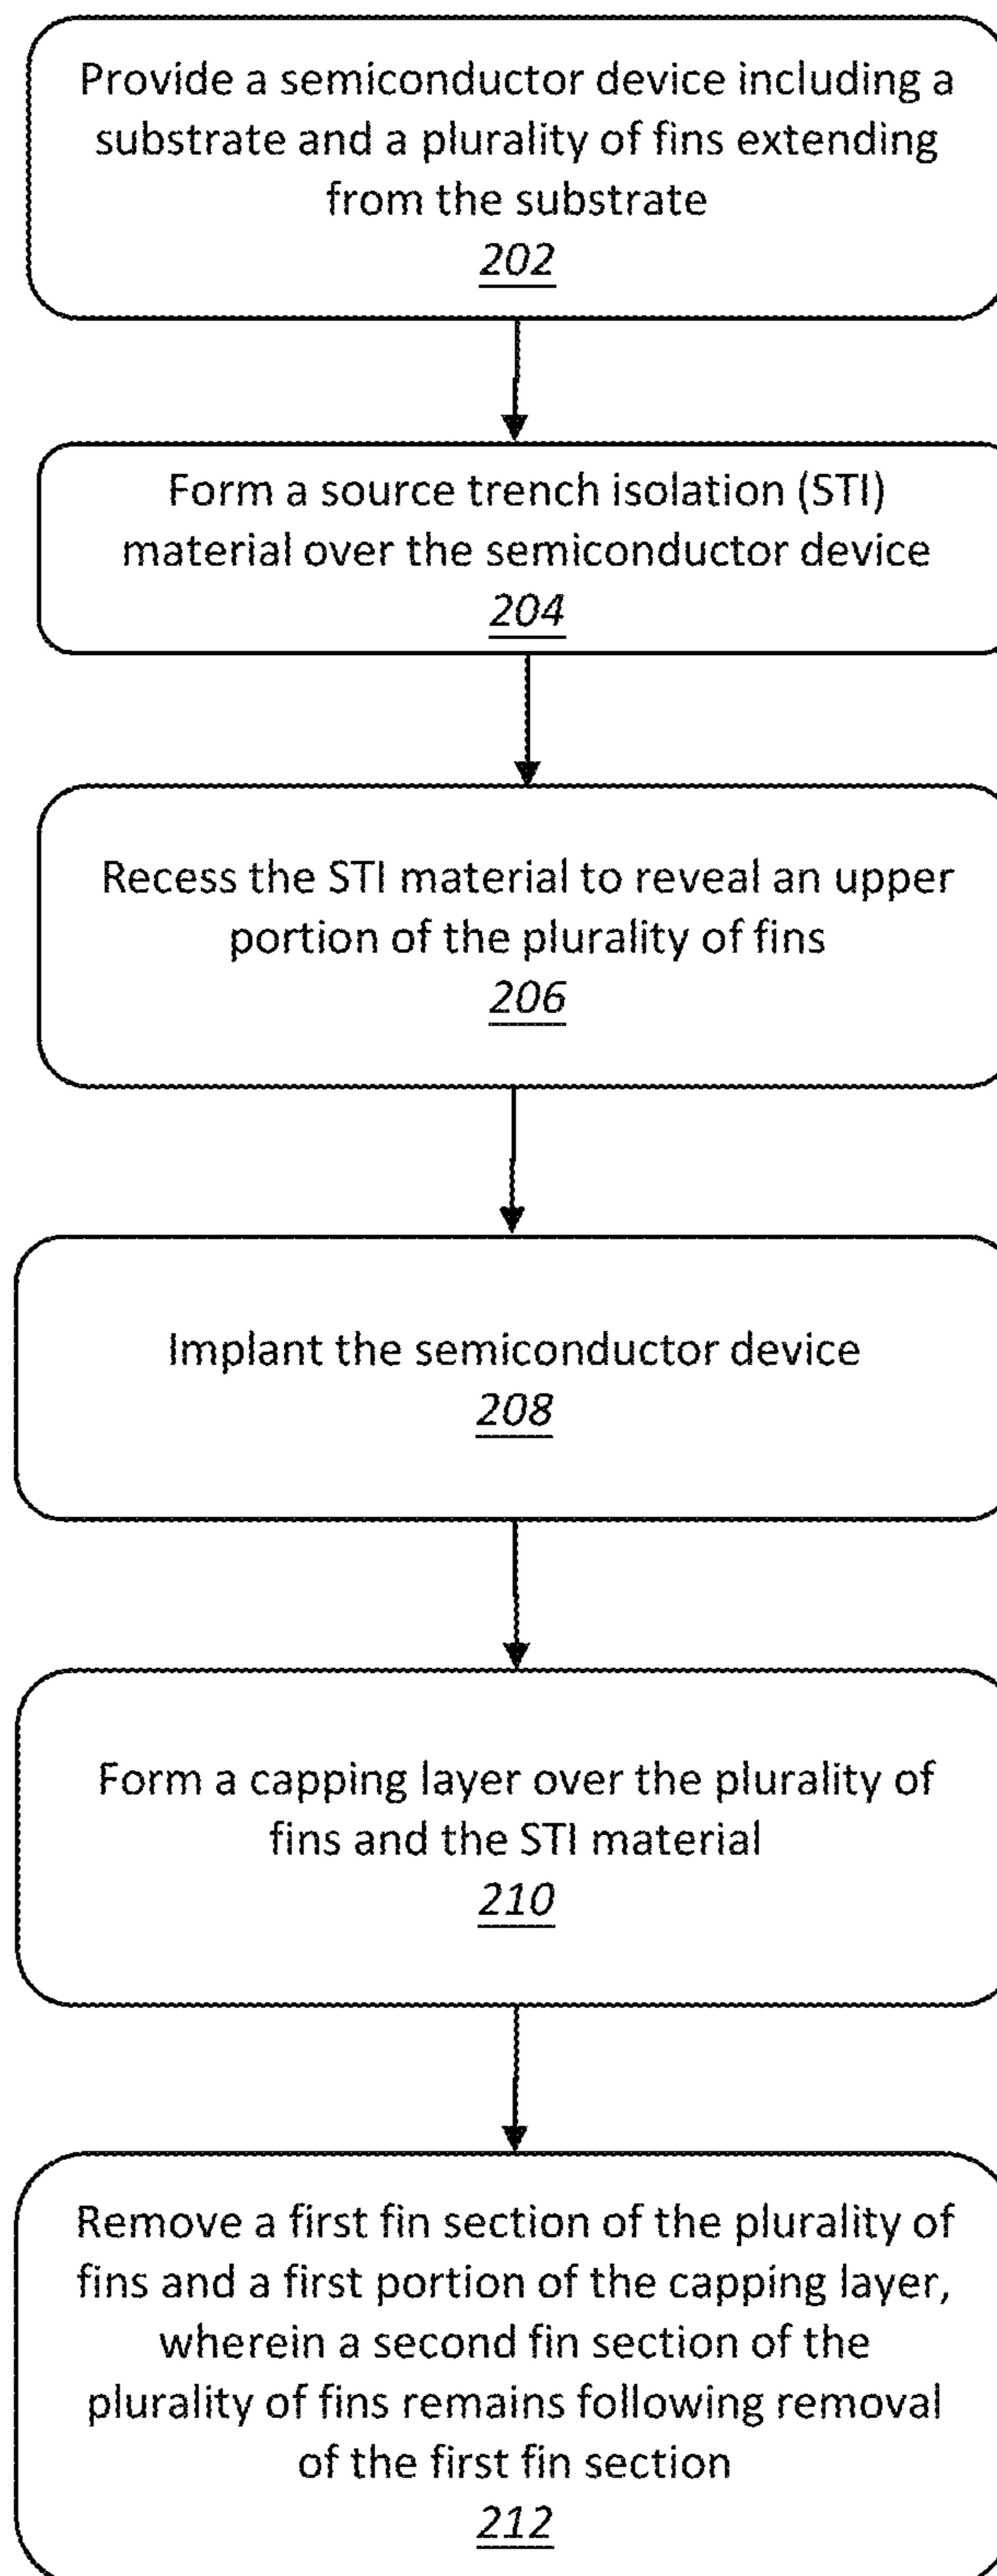 Provide a semiconductor device including a
substrate and a plurality of fins extending
from the substrate
202
Form a source trench isolation (STI)
material over the semiconductor device
204
Recess the STI material to reveal an upper
portion of the plurality of fins
206
Implant the semiconductor device
208
Form a capping layer over the plurality of
fins and the STI material
210
Remove a first fin section of the plurality of
fins and a first portion of the capping layer,
wherein a second fin section of the
plurality of fins remains following removal
of the first fin section
212